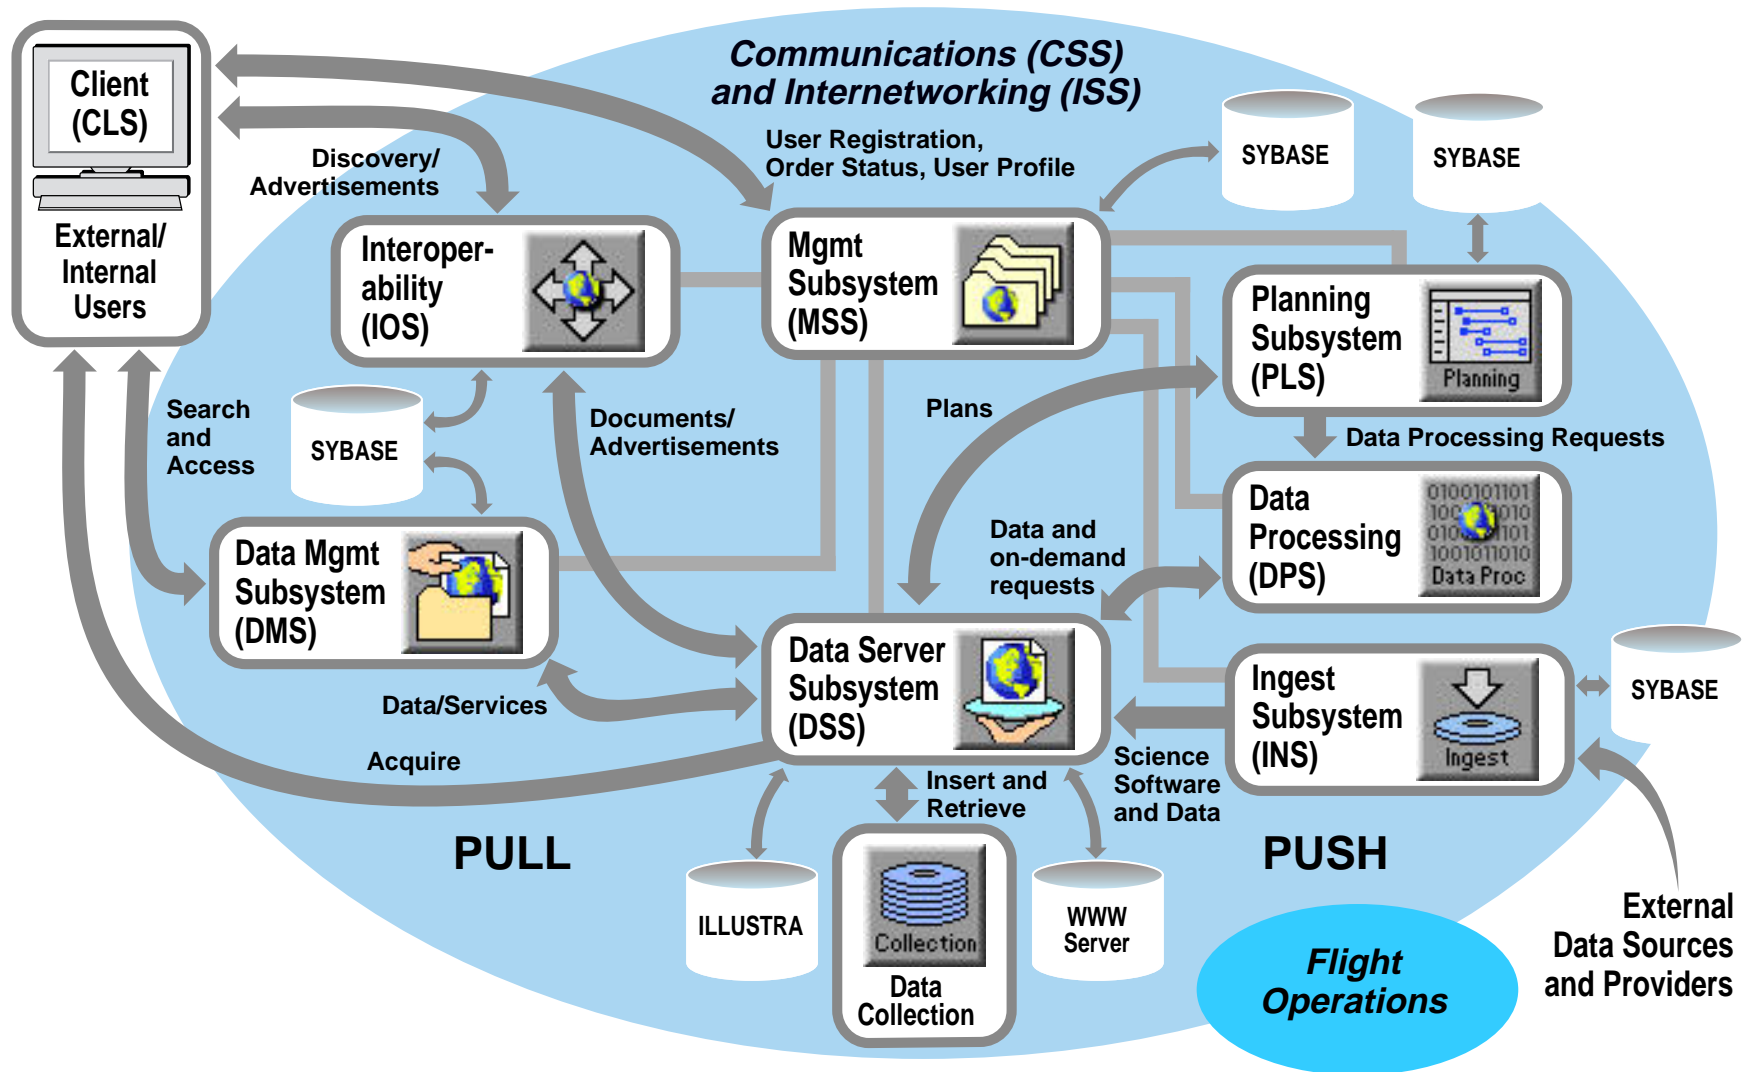 Communications (CSS)
and Internetworking (ISS)
Client
(CLS)
External/
Internal
Users
Discovery/
Advertisements
User Registration,
Order Status, User Profile
SYBASE
SYBASE
Interoper-
ability
(IOS)
Mgmt
Subsystem
(MSS)
Planning
Subsystem
(PLS)
Planning
Search
and
Access
SYBASE
Documents/
Advertisements
Plans
Data Processing Requests
Data Mgmt
Subsystem
(DMS)
Data and
on-demand
requests
Data
Processing
(DPS)
0100101101
1001011010
Data Proc
Data/Services
Data Server
Subsystem
(DSS)
Ingest
Subsystem
(INS)
Ingest
SYBASE
Acquire
Insert and
Retrieve
Science
Software
and Data
PULL
PUSH
ILLUSTRA
Collection
Data
Collection
WWW
Server
Flight
Operations
External
Data Sources
and Providers